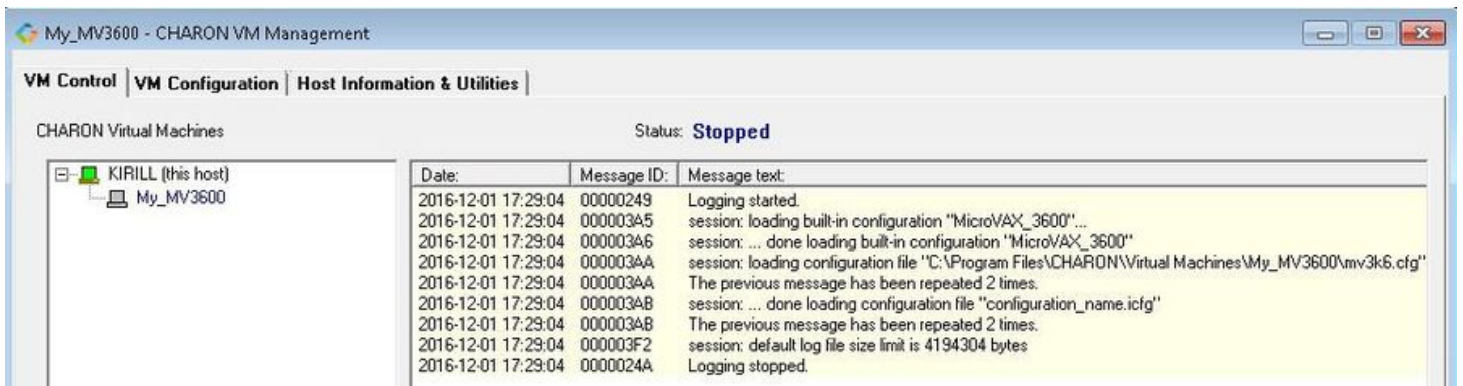 My_MV3600 - CHARON VM Management
VM Control VM Configuration Host Information & Utilities
CHARON Virtual Machines Status: Stopped
KIRILL (this host)
My_MV3600
Date: Message ID: Message text:
2016-12-01 17:29:04 00000249 Logging started.
2016-12-01 17:29:04 000003A5 session: loading built-in configuration "MicroVAX_3600"...
2016-12-01 17:29:04 000003A6 session: ... done loading built-in configuration "MicroVAX_3600"
2016-12-01 17:29:04 000003AA session: loading configuration file "C:\Program Files\CHARON\Virtual Machines\My_MV3600\mv3k6.cfg"
2016-12-01 17:29:04 000003AA The previous message has been repeated 2 times.
2016-12-01 17:29:04 000003AB session: ... done loading configuration file "configuration_name.icfg"
2016-12-01 17:29:04 000003AB The previous message has been repeated 2 times.
2016-12-01 17:29:04 000003F2 session: default log file size limit is 4194304 bytes
2016-12-01 17:29:04 0000024A Logging stopped.